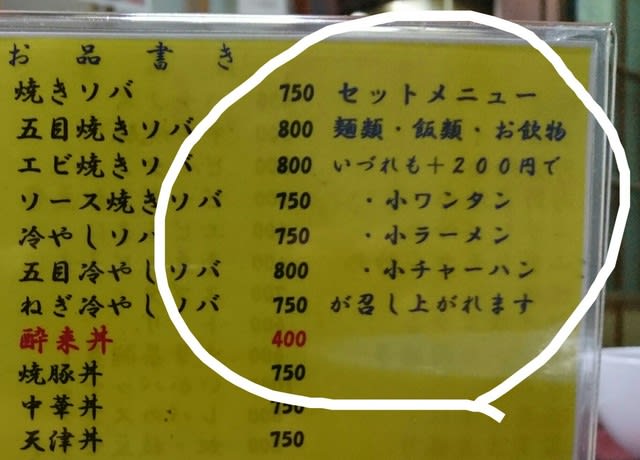 お品書き
焼きソバ 750
五目焼きソバ 800
エビ焼きソバ 800
ソース焼きソバ 750
冷やしソバ 750
五目冷やしソバ 800
ねぎ冷やしソバ 750
酔来丼 400
焼豚丼 750
中華丼 750
天津丼 750
セットメニュー
麺類・飯類・お飲物
いづれも+200円で
・小ワンタン
・小ラーメン
・小チャーハン
が召し上がれます